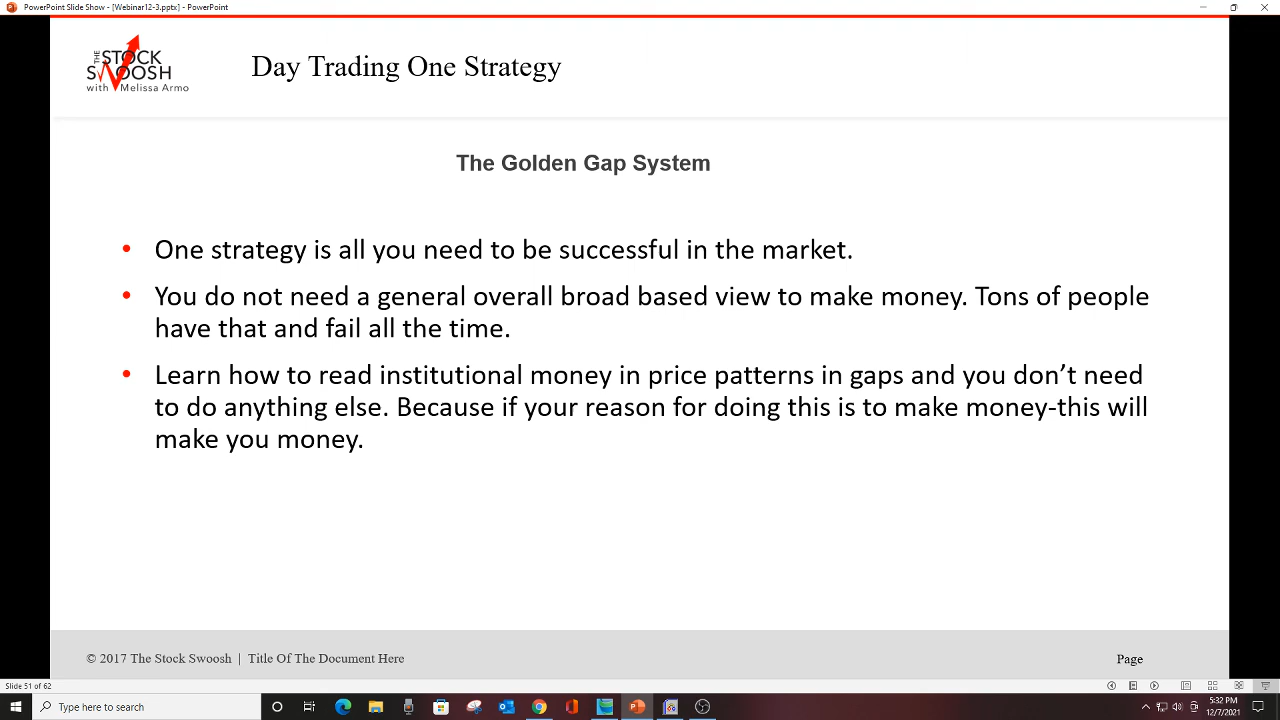 PowerPoint Slide Show - [Webinar12-3.pptx] - PowerPoint
THE
STOCK
SWOOSH
with Melissa Armo
Day Trading One Strategy
The Golden Gap System
• One strategy is all you need to be successful in the market.
• You do not need a general overall broad based view to make money. Tons of people
have that and fail all the time.
• Learn how to read institutional money in price patterns in gaps and you don’t need
to do anything else. Because if your reason for doing this is to make money-this will
make you money.
© 2017 The Stock Swoosh | Title Of The Document Here
Page
Slide 51 of 62
Type here to search
5:32 PM
12/7/2021